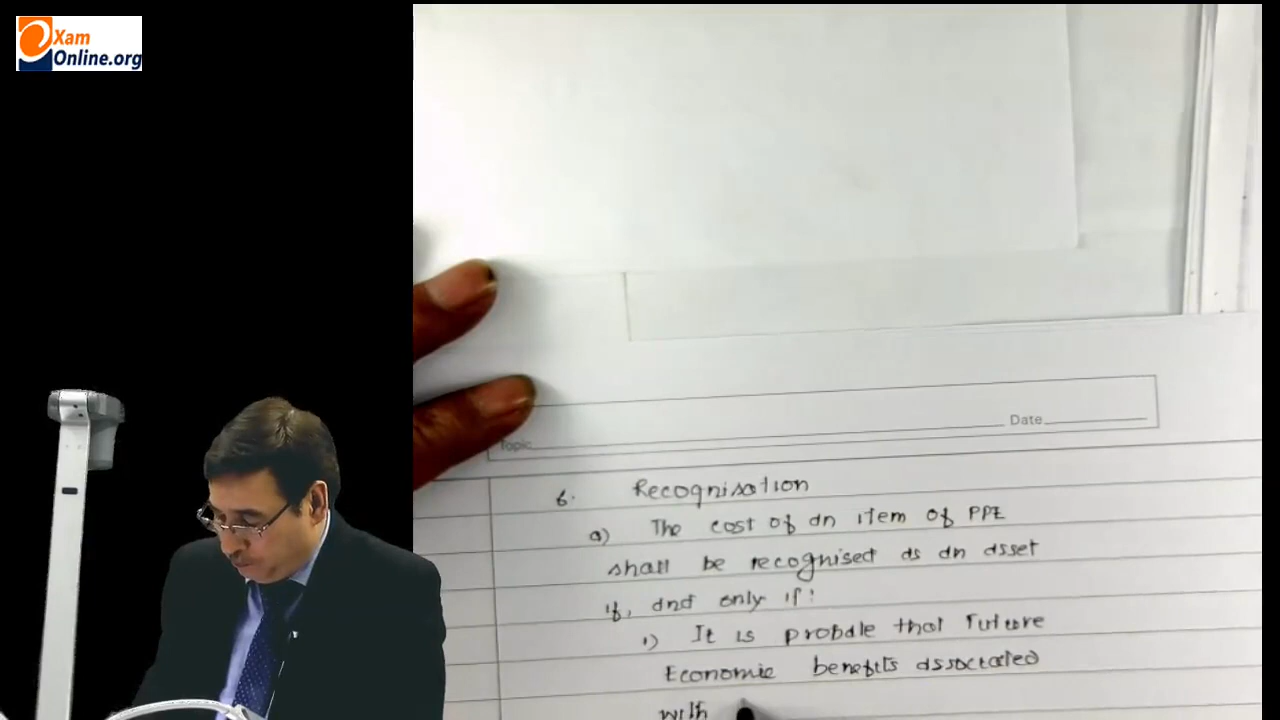 Xam
Online.org
Topic
Date
6. Recognisation
a) The cost of an item of PPE
shall be recognised as an asset
if, and only if:
1) It is probale that Future
Economic benefits associated
with